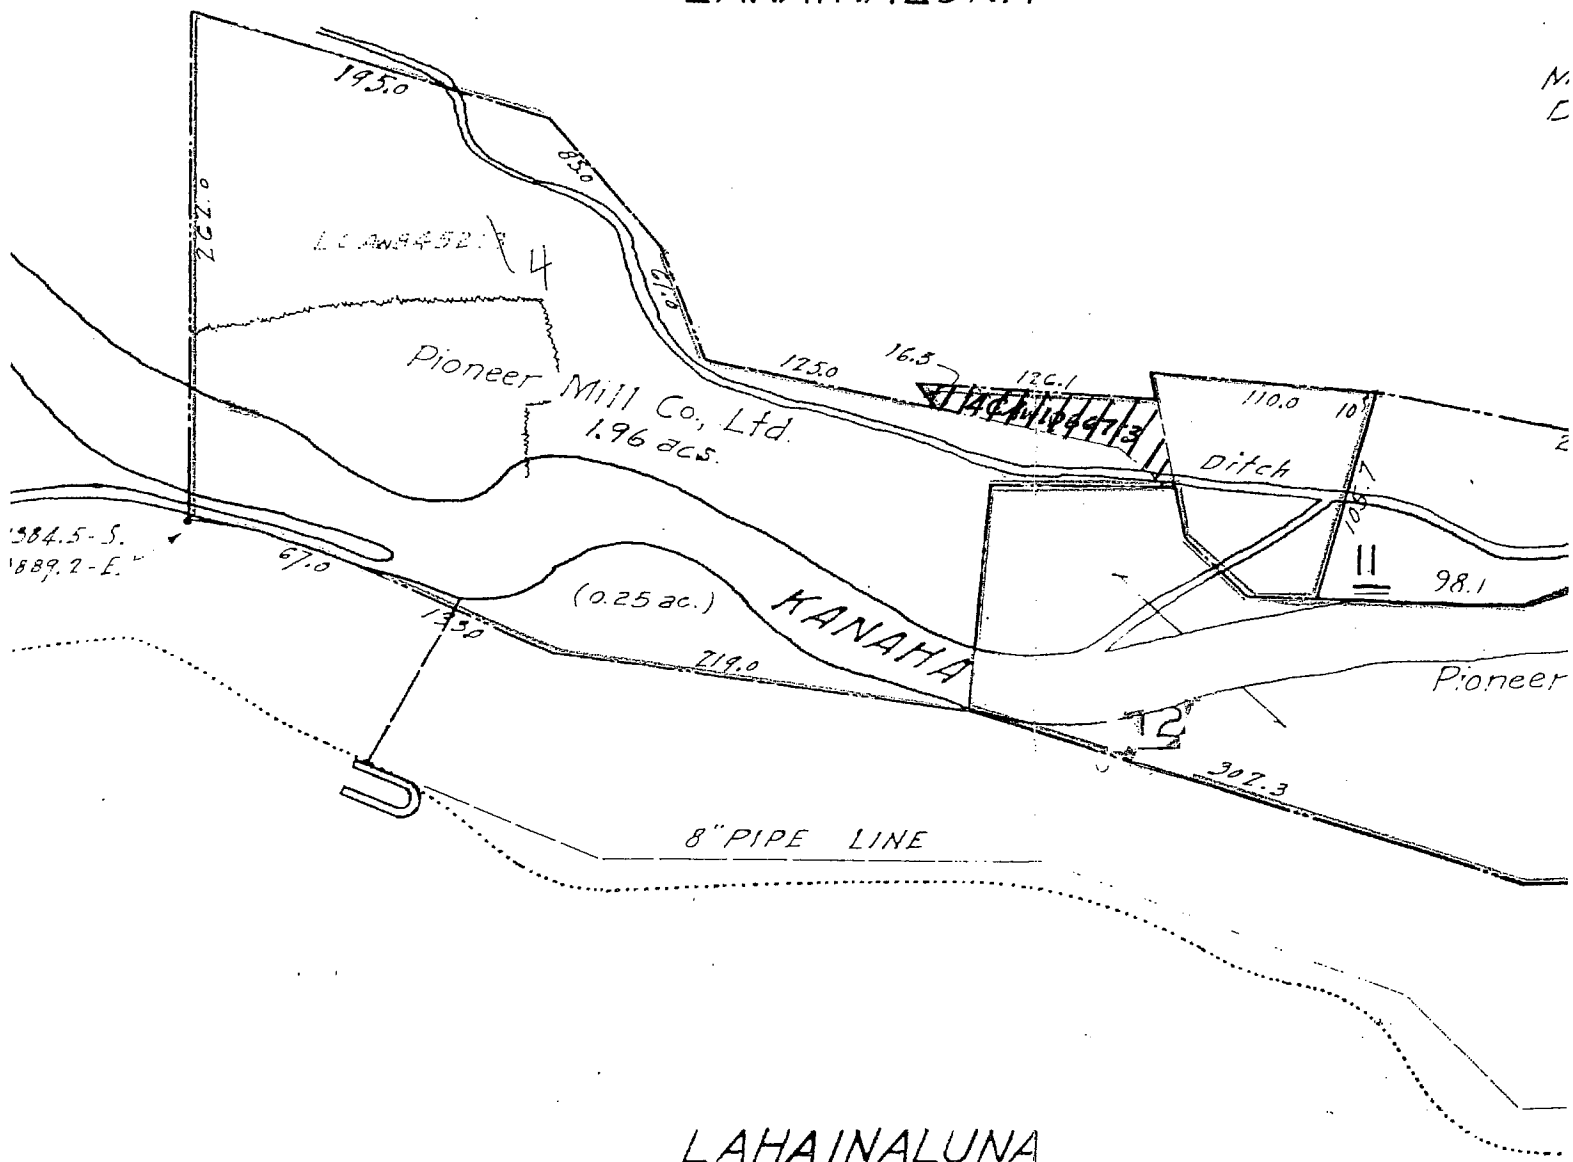 195.0
83.0
262.0
4
Pioneer Mill Co., Ltd.
1.96 acs.
125.0
16.3
126.1
110.0
10
Ditch
105.7
11
98.1
384.5-S.
889.2-E.
67.0
133.0
(0.25 ac.)
KANAHA
219.0
Pioneer
12
302.3
8" PIPE LINE
LAHAINALUNA